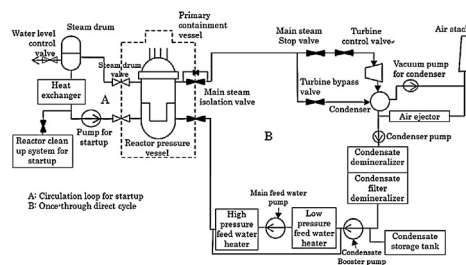 Steam drum
Water level
control
valve
Steam drum
valve
Heat
exchanger
A
Pump for
startup
Reactor clean
up system for
startup
Primary
containment
vessel
Main steam
isolation valve
Reactor pressure
vessel
Main steam
Stop valve
Turbine
control valve
Turbine bypass
valve
Condenser
Vacuum pump
for condenser
Air stac
Air ejector
Condenser pump
B
Condensate
demineralizer
Condensate
filter
demineralizer
Condensate
storage tank
Condensate
Booster pump
Low
pressure
feed water
heater
Main feed water
pump
High
pressure
feed water
heater
A: Circulation loop for startup
B: Once-through direct cycle